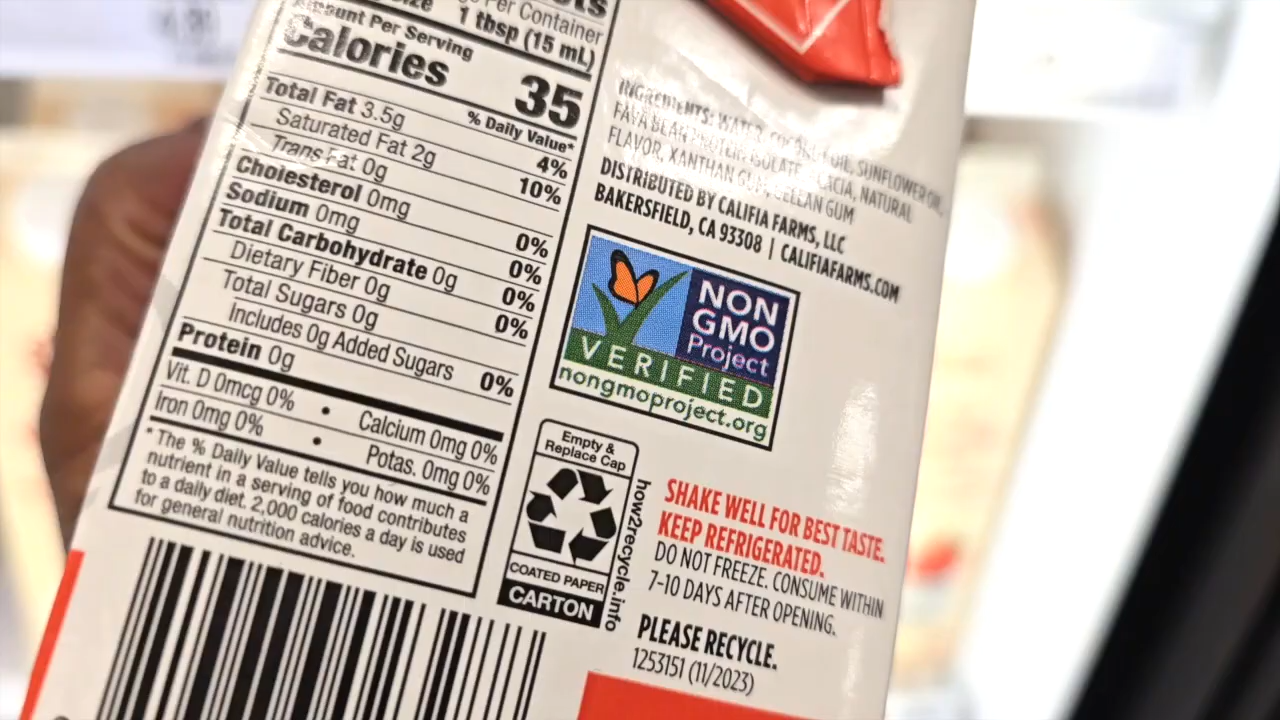 Per Container
1 tbsp (15 mL)
Amount Per Serving
Calories 35
% Daily Value*
Total Fat 3.5g 4%
Saturated Fat 2g 10%
Trans Fat 0g
Cholesterol 0mg 0%
Sodium 0mg 0%
Total Carbohydrate 0g 0%
Dietary Fiber 0g 0%
Total Sugars 0g
Includes 0g Added Sugars 0%
Protein 0g
Vit. D 0mcg 0% • Calcium 0mg 0%
Iron 0mg 0% • Potas. 0mg 0%
* The % Daily Value tells you how much a
nutrient in a serving of food contributes
to a daily diet. 2,000 calories a day is used
for general nutrition advice.
INGREDIENTS: WATER, COCONUT OIL, SUNFLOWER OIL,
FAVA BEAN PROTEIN ISOLATE, ACACIA, NATURAL
FLAVOR, XANTHAN GUM, GELLAN GUM
DISTRIBUTED BY CALIFIA FARMS, LLC
BAKERSFIELD, CA 93308 | CALIFIAFARMS.COM
NON
GMO
Project
VERIFIED
nongmoproject.org
Empty &
Replace Cap
COATED PAPER
CARTON
how2recycle.info
SHAKE WELL FOR BEST TASTE.
KEEP REFRIGERATED.
DO NOT FREEZE. CONSUME WITHIN
7-10 DAYS AFTER OPENING.
PLEASE RECYCLE.
1253151 (11/2023)